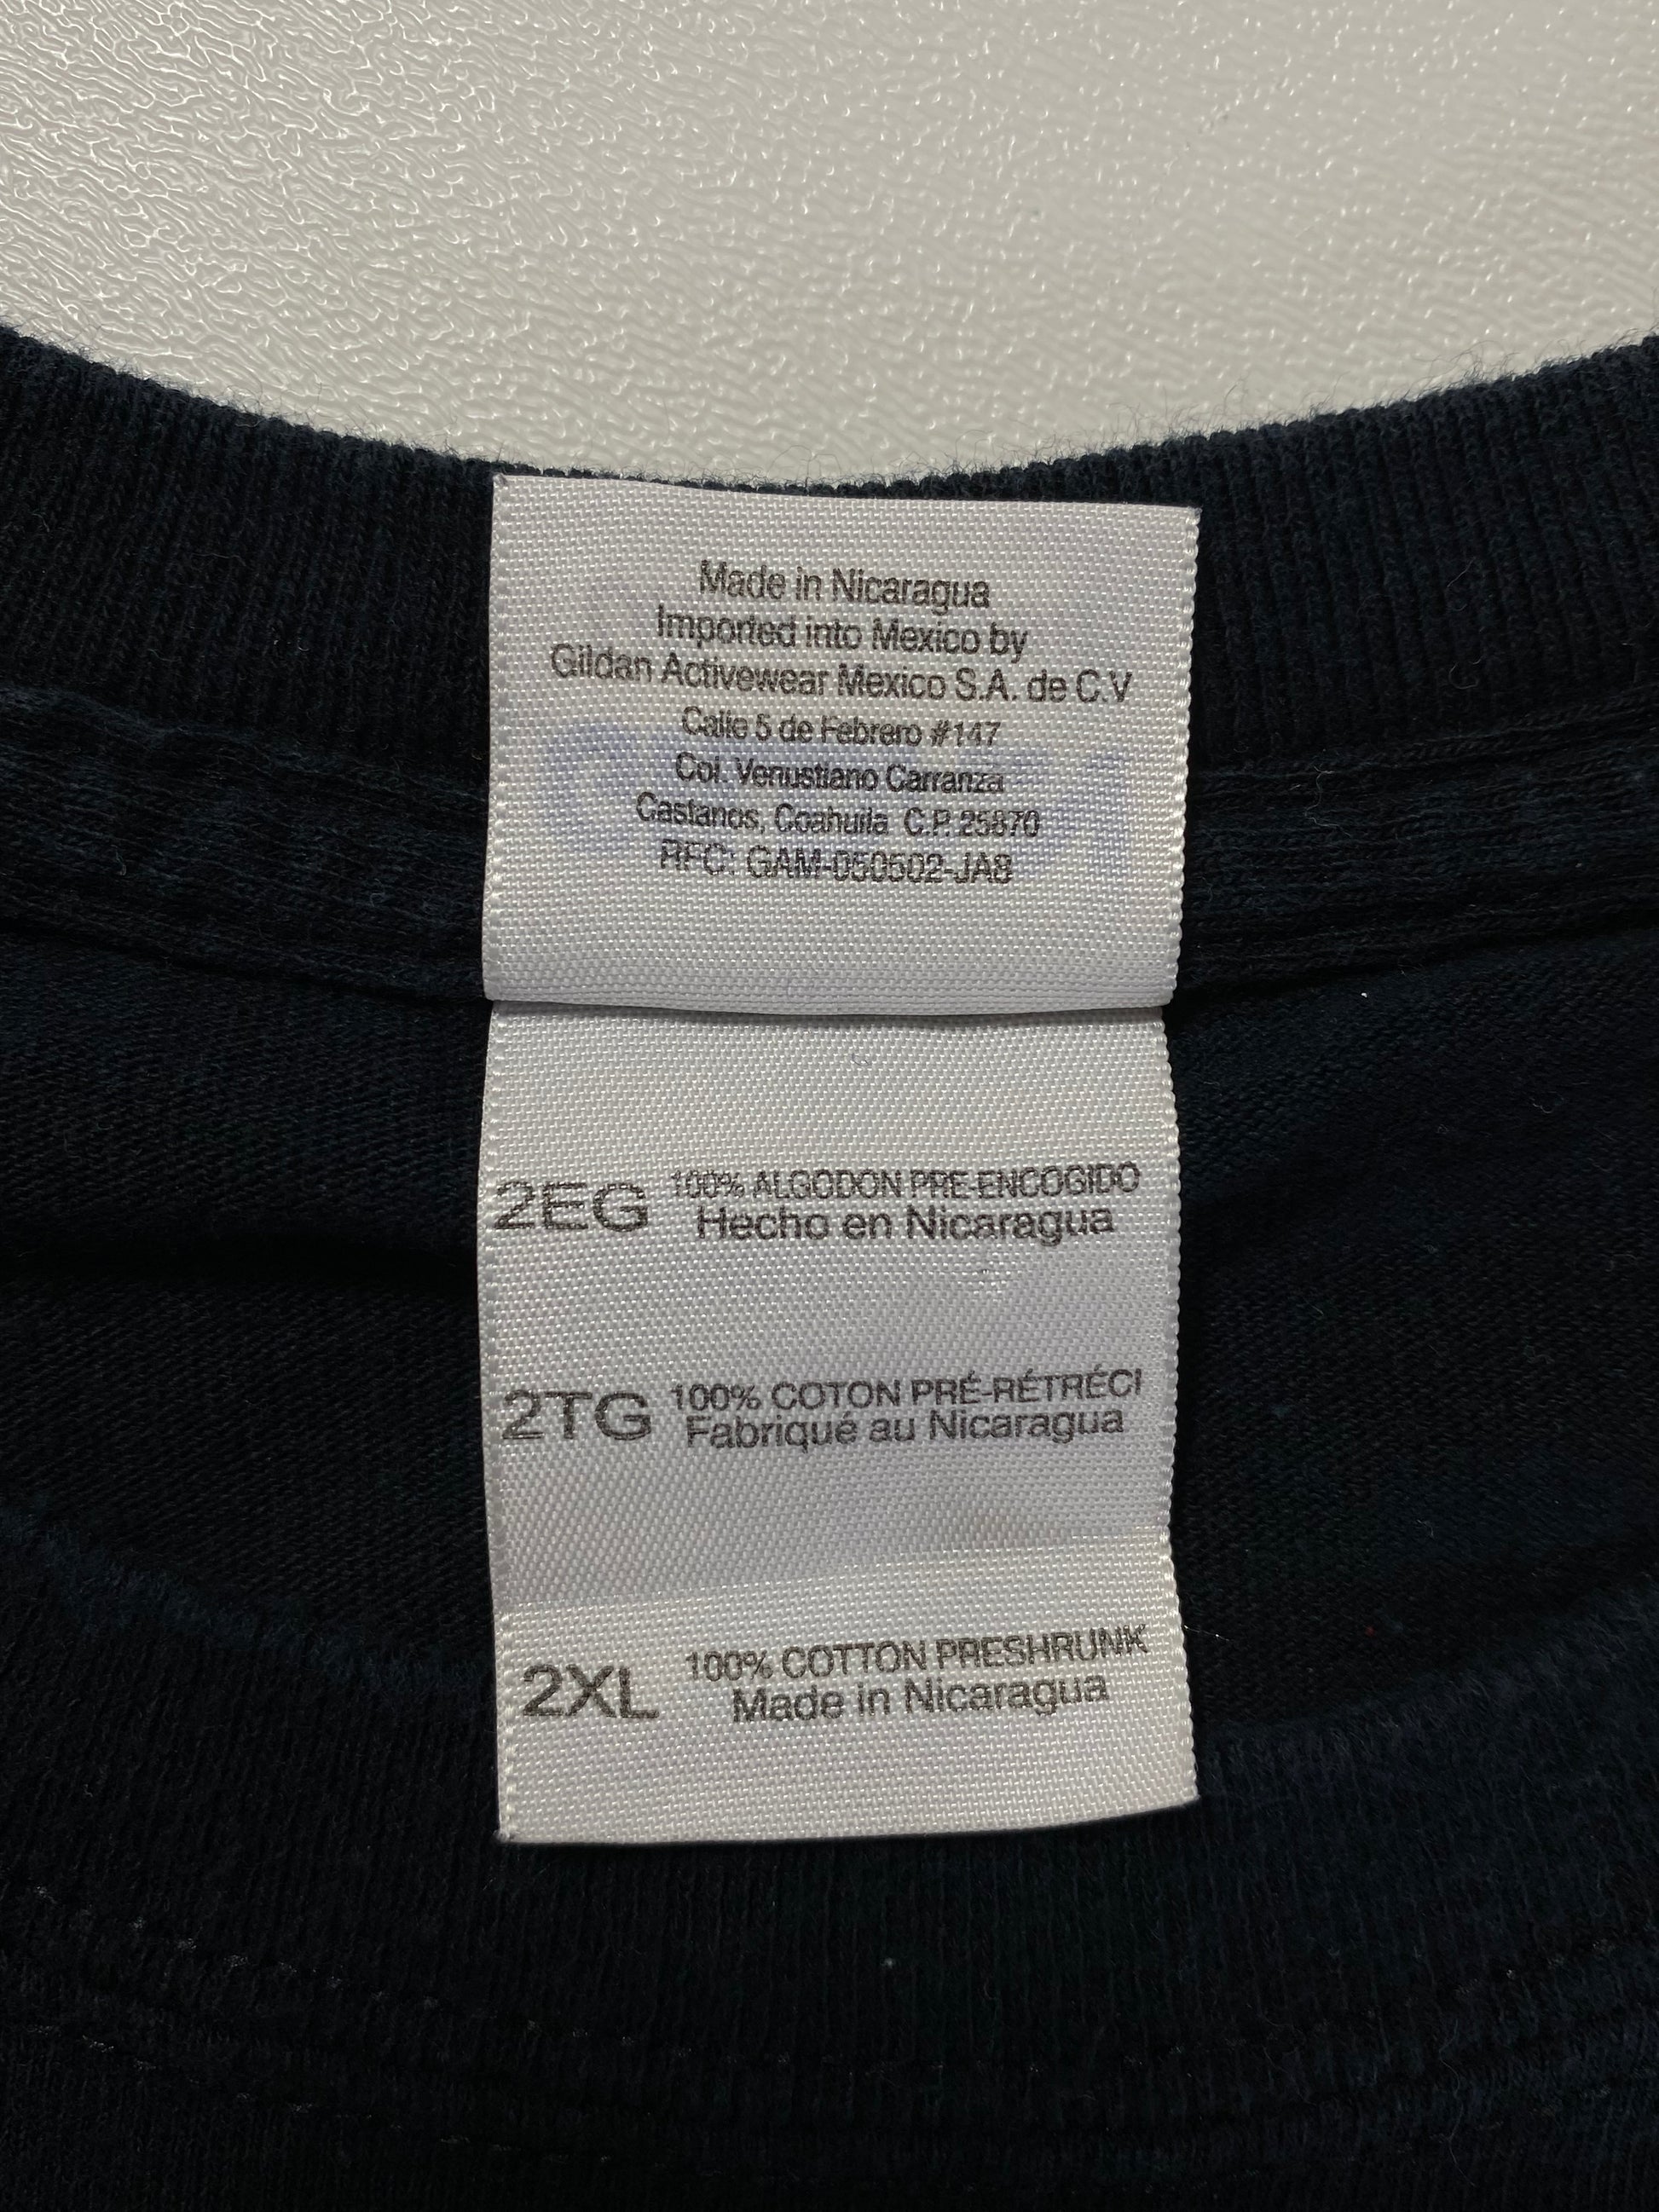 Made in Nicaragua
Imported into Mexico by
Gildan Activewear Mexico S.A. de C.V
Calle 5 de Febrero #147
Col. Venustiano Carranza
Castanos, Coahuila C.P. 25870
RFC: GAM-050502-JA8
2EG 100% ALGODON PRE-ENCOGIDO
Hecho en Nicaragua
2TG 100% COTON PRÉ-RÉTRÉCI
Fabriqué au Nicaragua
2XL 100% COTTON PRESHRUNK
Made in Nicaragua